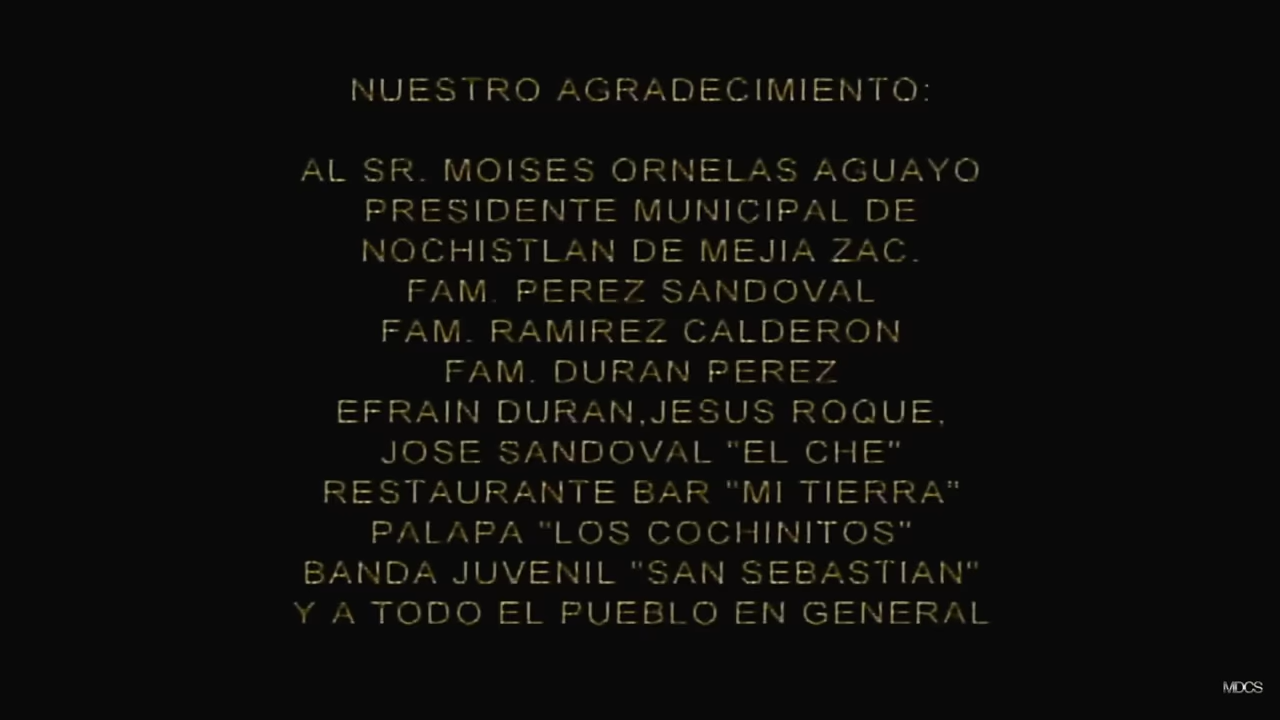 NUESTRO AGRADECIMIENTO:
AL SR. MOISES ORNELAS AGUAYO
PRESIDENTE MUNICIPAL DE
NOCHISTLAN DE MEJIA ZAC.
FAM. PEREZ SANDOVAL
FAM. RAMIREZ CALDERON
FAM. DURAN PEREZ
EFRAIN DURAN,JESUS ROQUE,
JOSE SANDOVAL "EL CHE"
RESTAURANTE BAR "MI TIERRA"
PALAPA "LOS COCHINITOS"
BANDA JUVENIL "SAN SEBASTIAN"
Y A TODO EL PUEBLO EN GENERAL
MDCS